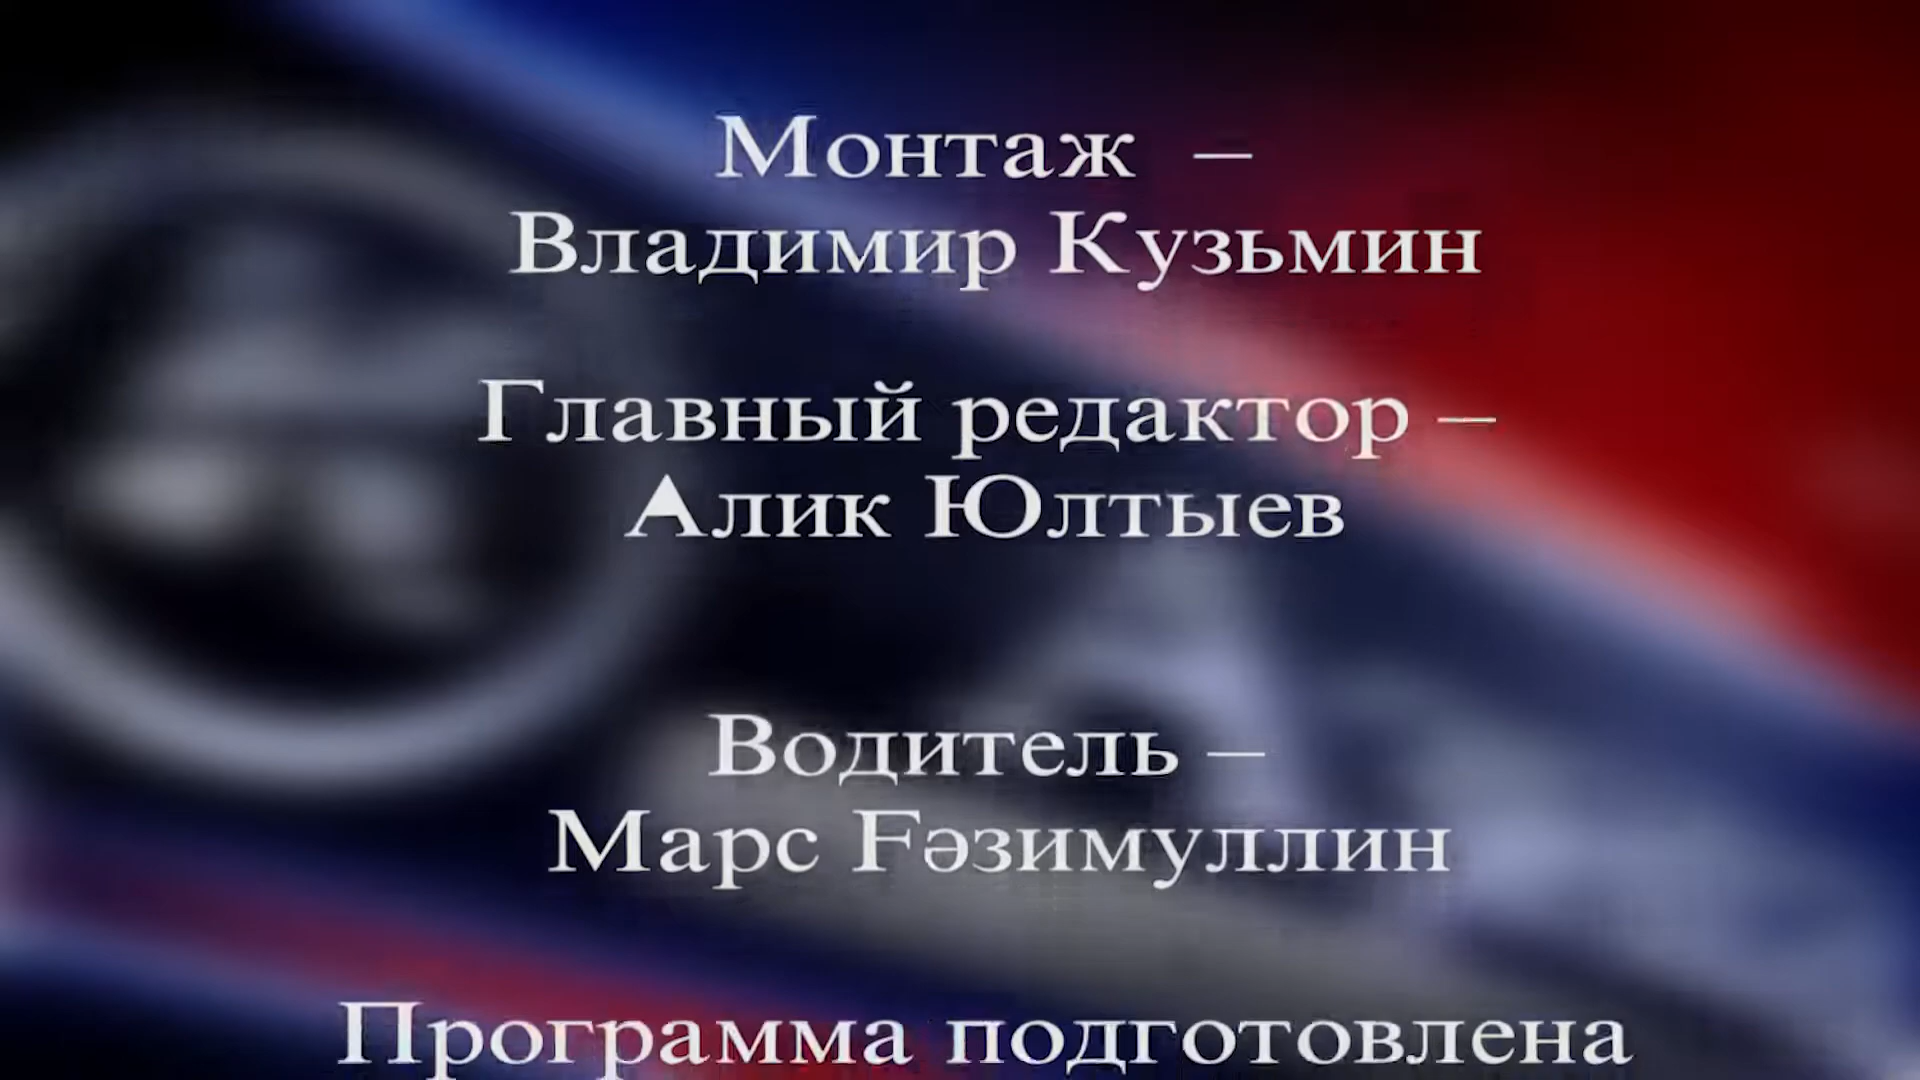 Монтаж –
Владимир Кузьмин
Главный редактор –
Алик Юлтыев
Водитель –
Марс Ғәзимуллин
Программа подготовлена